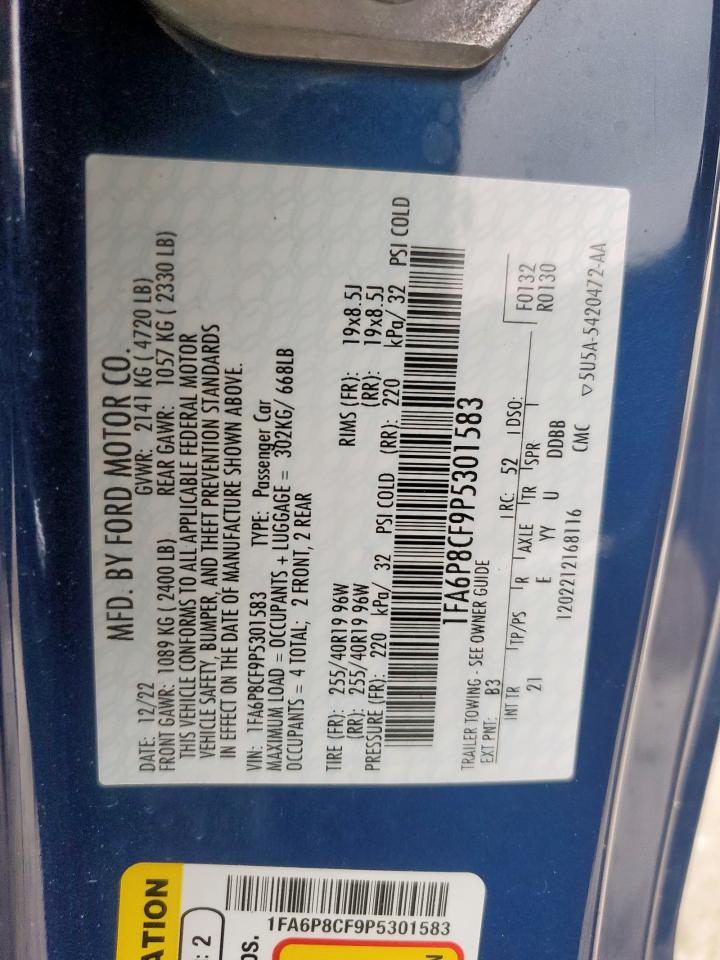 MFD. BY FORD MOTOR CO.
DATE: 12/22 GVWR: 2141 KG ( 4720 LB)
FRONT GAWR: 1089 KG ( 2400 LB) REAR GAWR: 1057 KG ( 2330 LB)
THIS VEHICLE CONFORMS TO ALL APPLICABLE FEDERAL MOTOR
VEHICLE SAFETY, BUMPER, AND THEFT PREVENTION STANDARDS
IN EFFECT ON THE DATE OF MANUFACTURE SHOWN ABOVE.
VIN: 1FA6P8CF9P5301583 TYPE: Passenger Car
MAXIMUM LOAD = OCCUPANTS + LUGGAGE = 302KG/ 668LB
OCCUPANTS = 4 TOTAL; 2 FRONT, 2 REAR
TIRE (FR): 255/40R19 96W RIMS (FR): 19x8.5J
(RR): 255/40R19 96W (RR): 19x8.5J
PRESSURE (FR): 220 kPa/ 32 PSI COLD (RR): 220 kPa/ 32 PSI COLD
1FA6P8CF9P5301583
TRAILER TOWING - SEE OWNER GUIDE
EXT PNT: B3 RC: 52 DSO: F0132
INT TR TP/PS R AXLE TR SPR R0130
21 E YY U DDBB
1202212168116 CMC ▽5U5A-5420472-AA
ATION
: 2
OS.
1FA6P8CF9P5301583